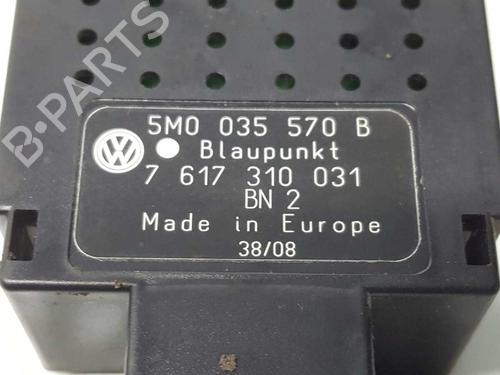 B-PARTS
5M0 035 570 B
Blaupunkt
7 617 310 031
BN 2
Made in Europe
38/08